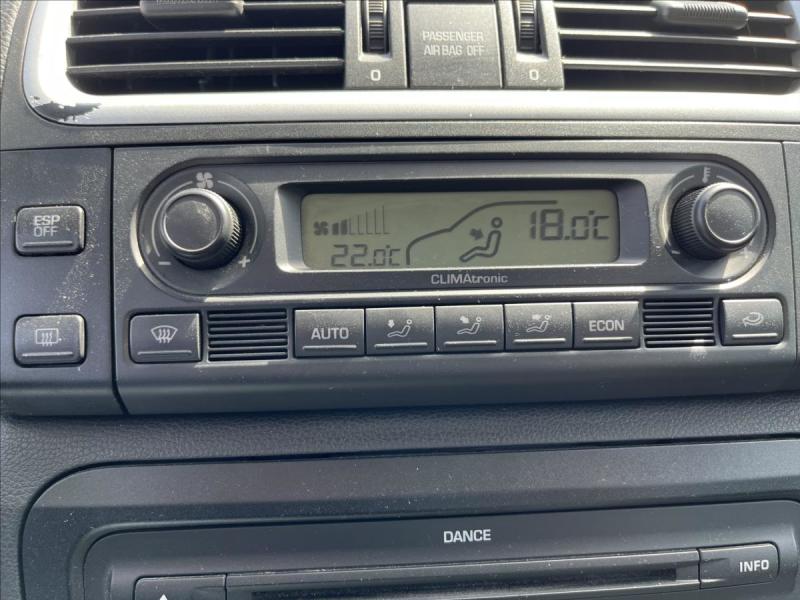 PASSENGER
AIR BAG OFF
0
0
ESP
OFF
- +
22.0°C
18.0°C
- +
CLIMAtronic
AUTO
ECON
DANCE
INFO